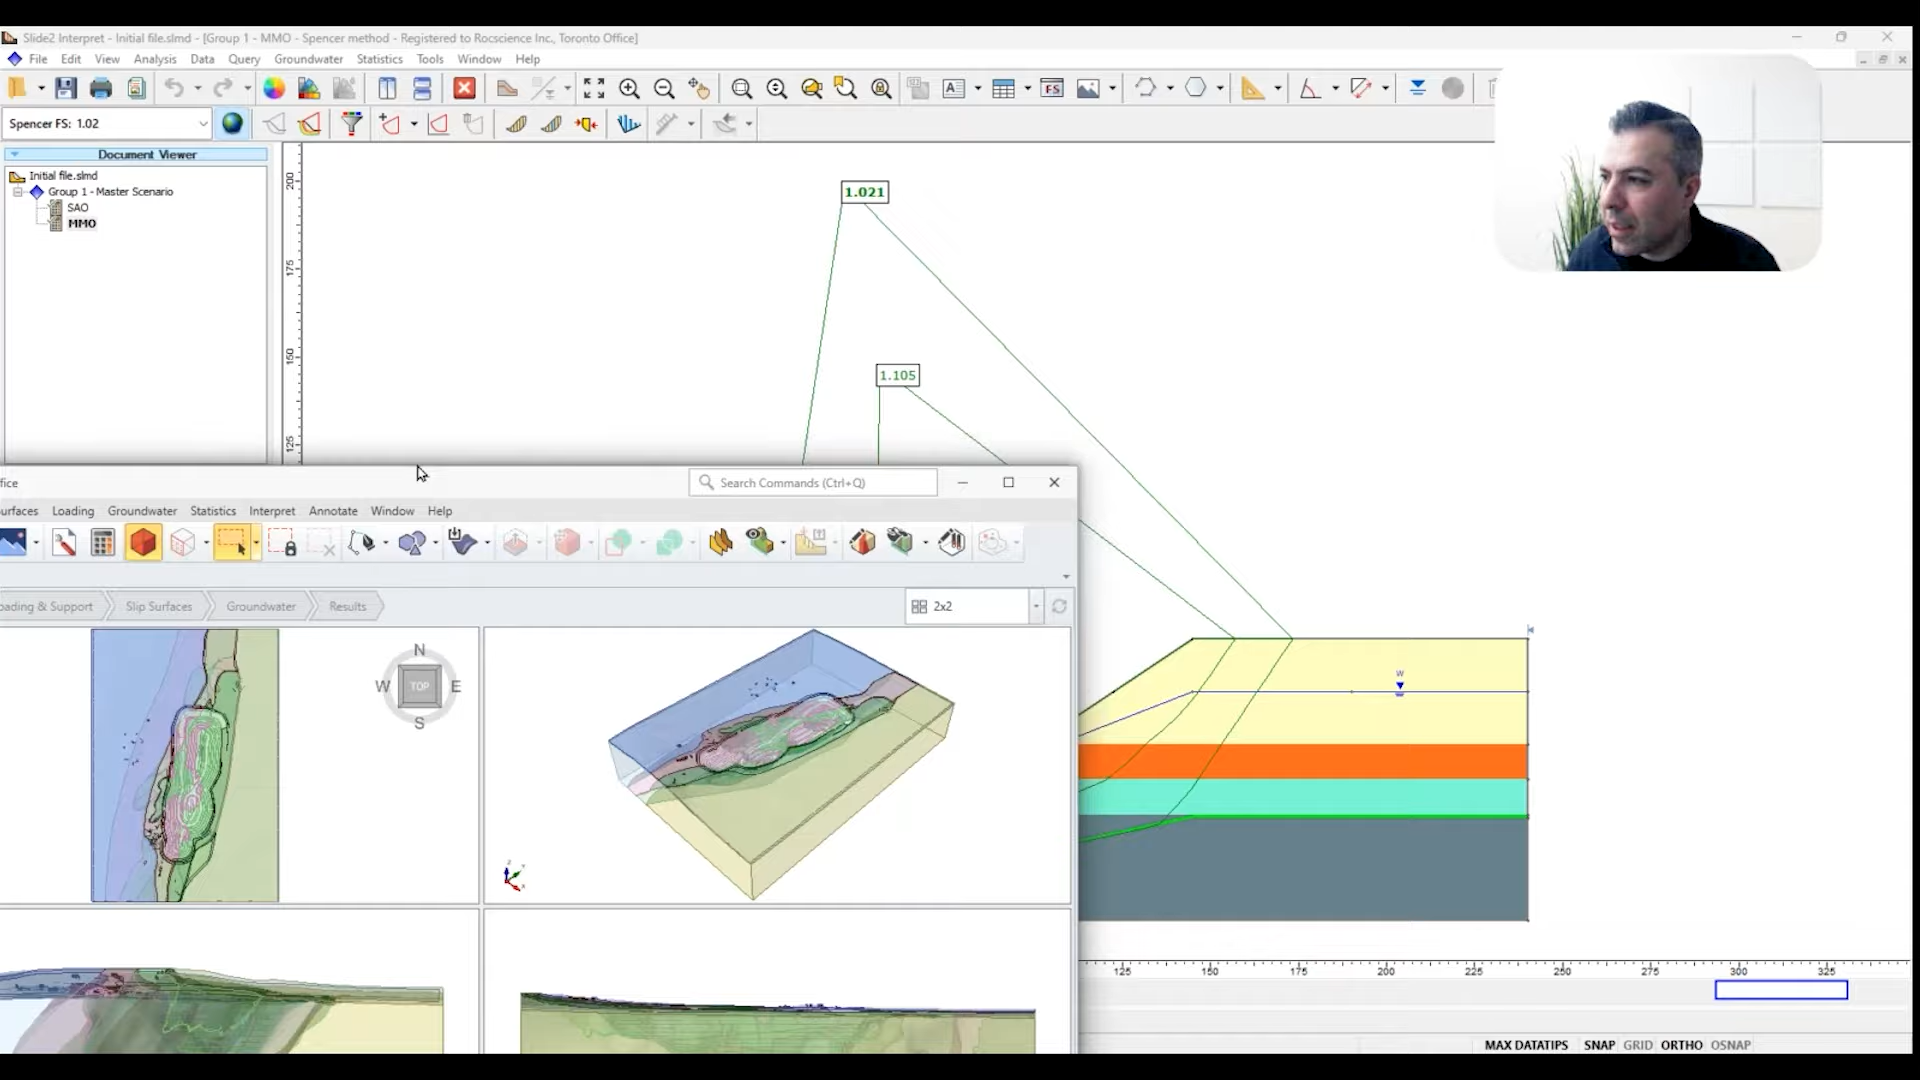 Slide2 Interpret - Initial file.slmd - [Group 1 - MMO - Spencer method - Registered to Rocscience Inc., Toronto Office]
File Edit View Analysis Data Query Groundwater Statistics Tools Window Help
A FS
Spencer FS: 1.02
Document Viewer
Initial file.slmd
Group 1 - Master Scenario
SAO
MMO
200
175
150
125
1.021
1.105
fice
Search Commands (Ctrl+Q)
urfaces Loading Groundwater Statistics Interpret Annotate Window Help
oading & Support Slip Surfaces Groundwater Results
2x2
N
W TOP E
S
W
125 150 175 200 225 250 275 300 325
MAX DATATIPS SNAP GRID ORTHO OSNAP